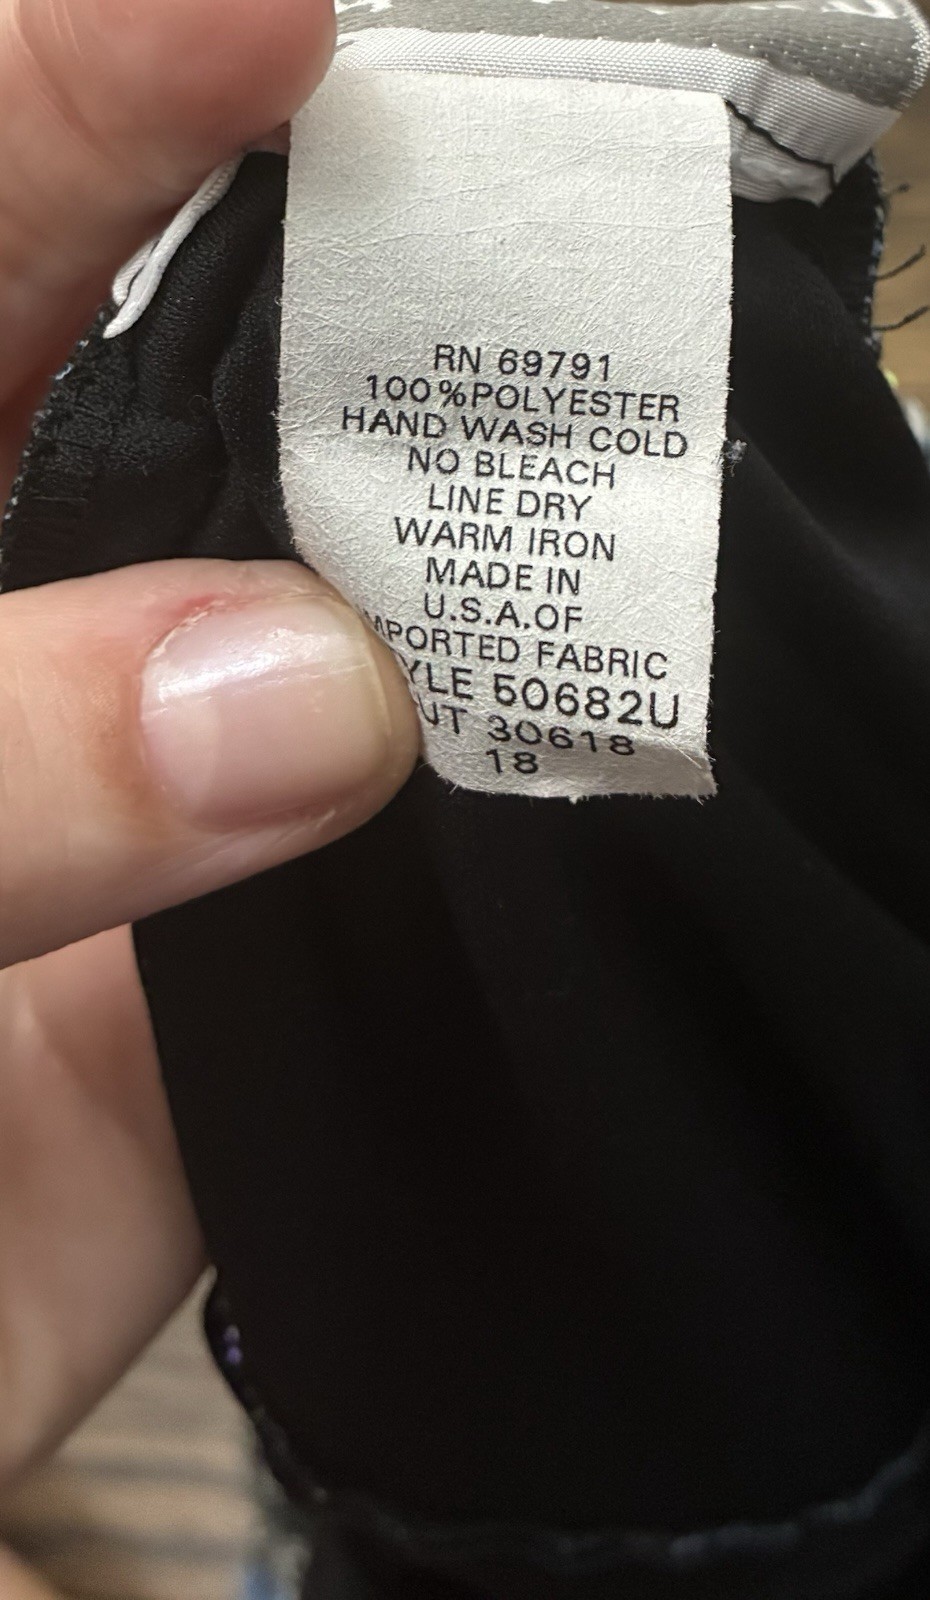 RN 69791
100%POLYESTER
HAND WASH COLD
NO BLEACH
LINE DRY
WARM IRON
MADE IN
U.S.A.OF
MPORTED FABRIC
YLE 50682U
UT 30618
18